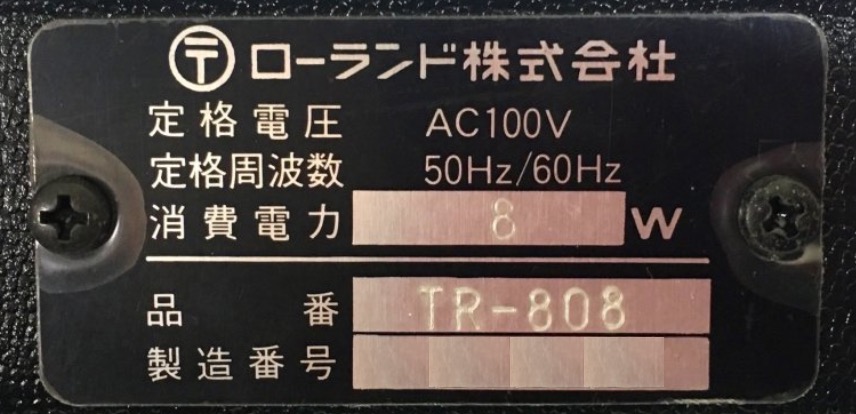 〶 ローランド株式会社
定格電圧 AC100V
定格周波数 50Hz/60Hz
消費電力 8 W
品番 TR-808
製造番号